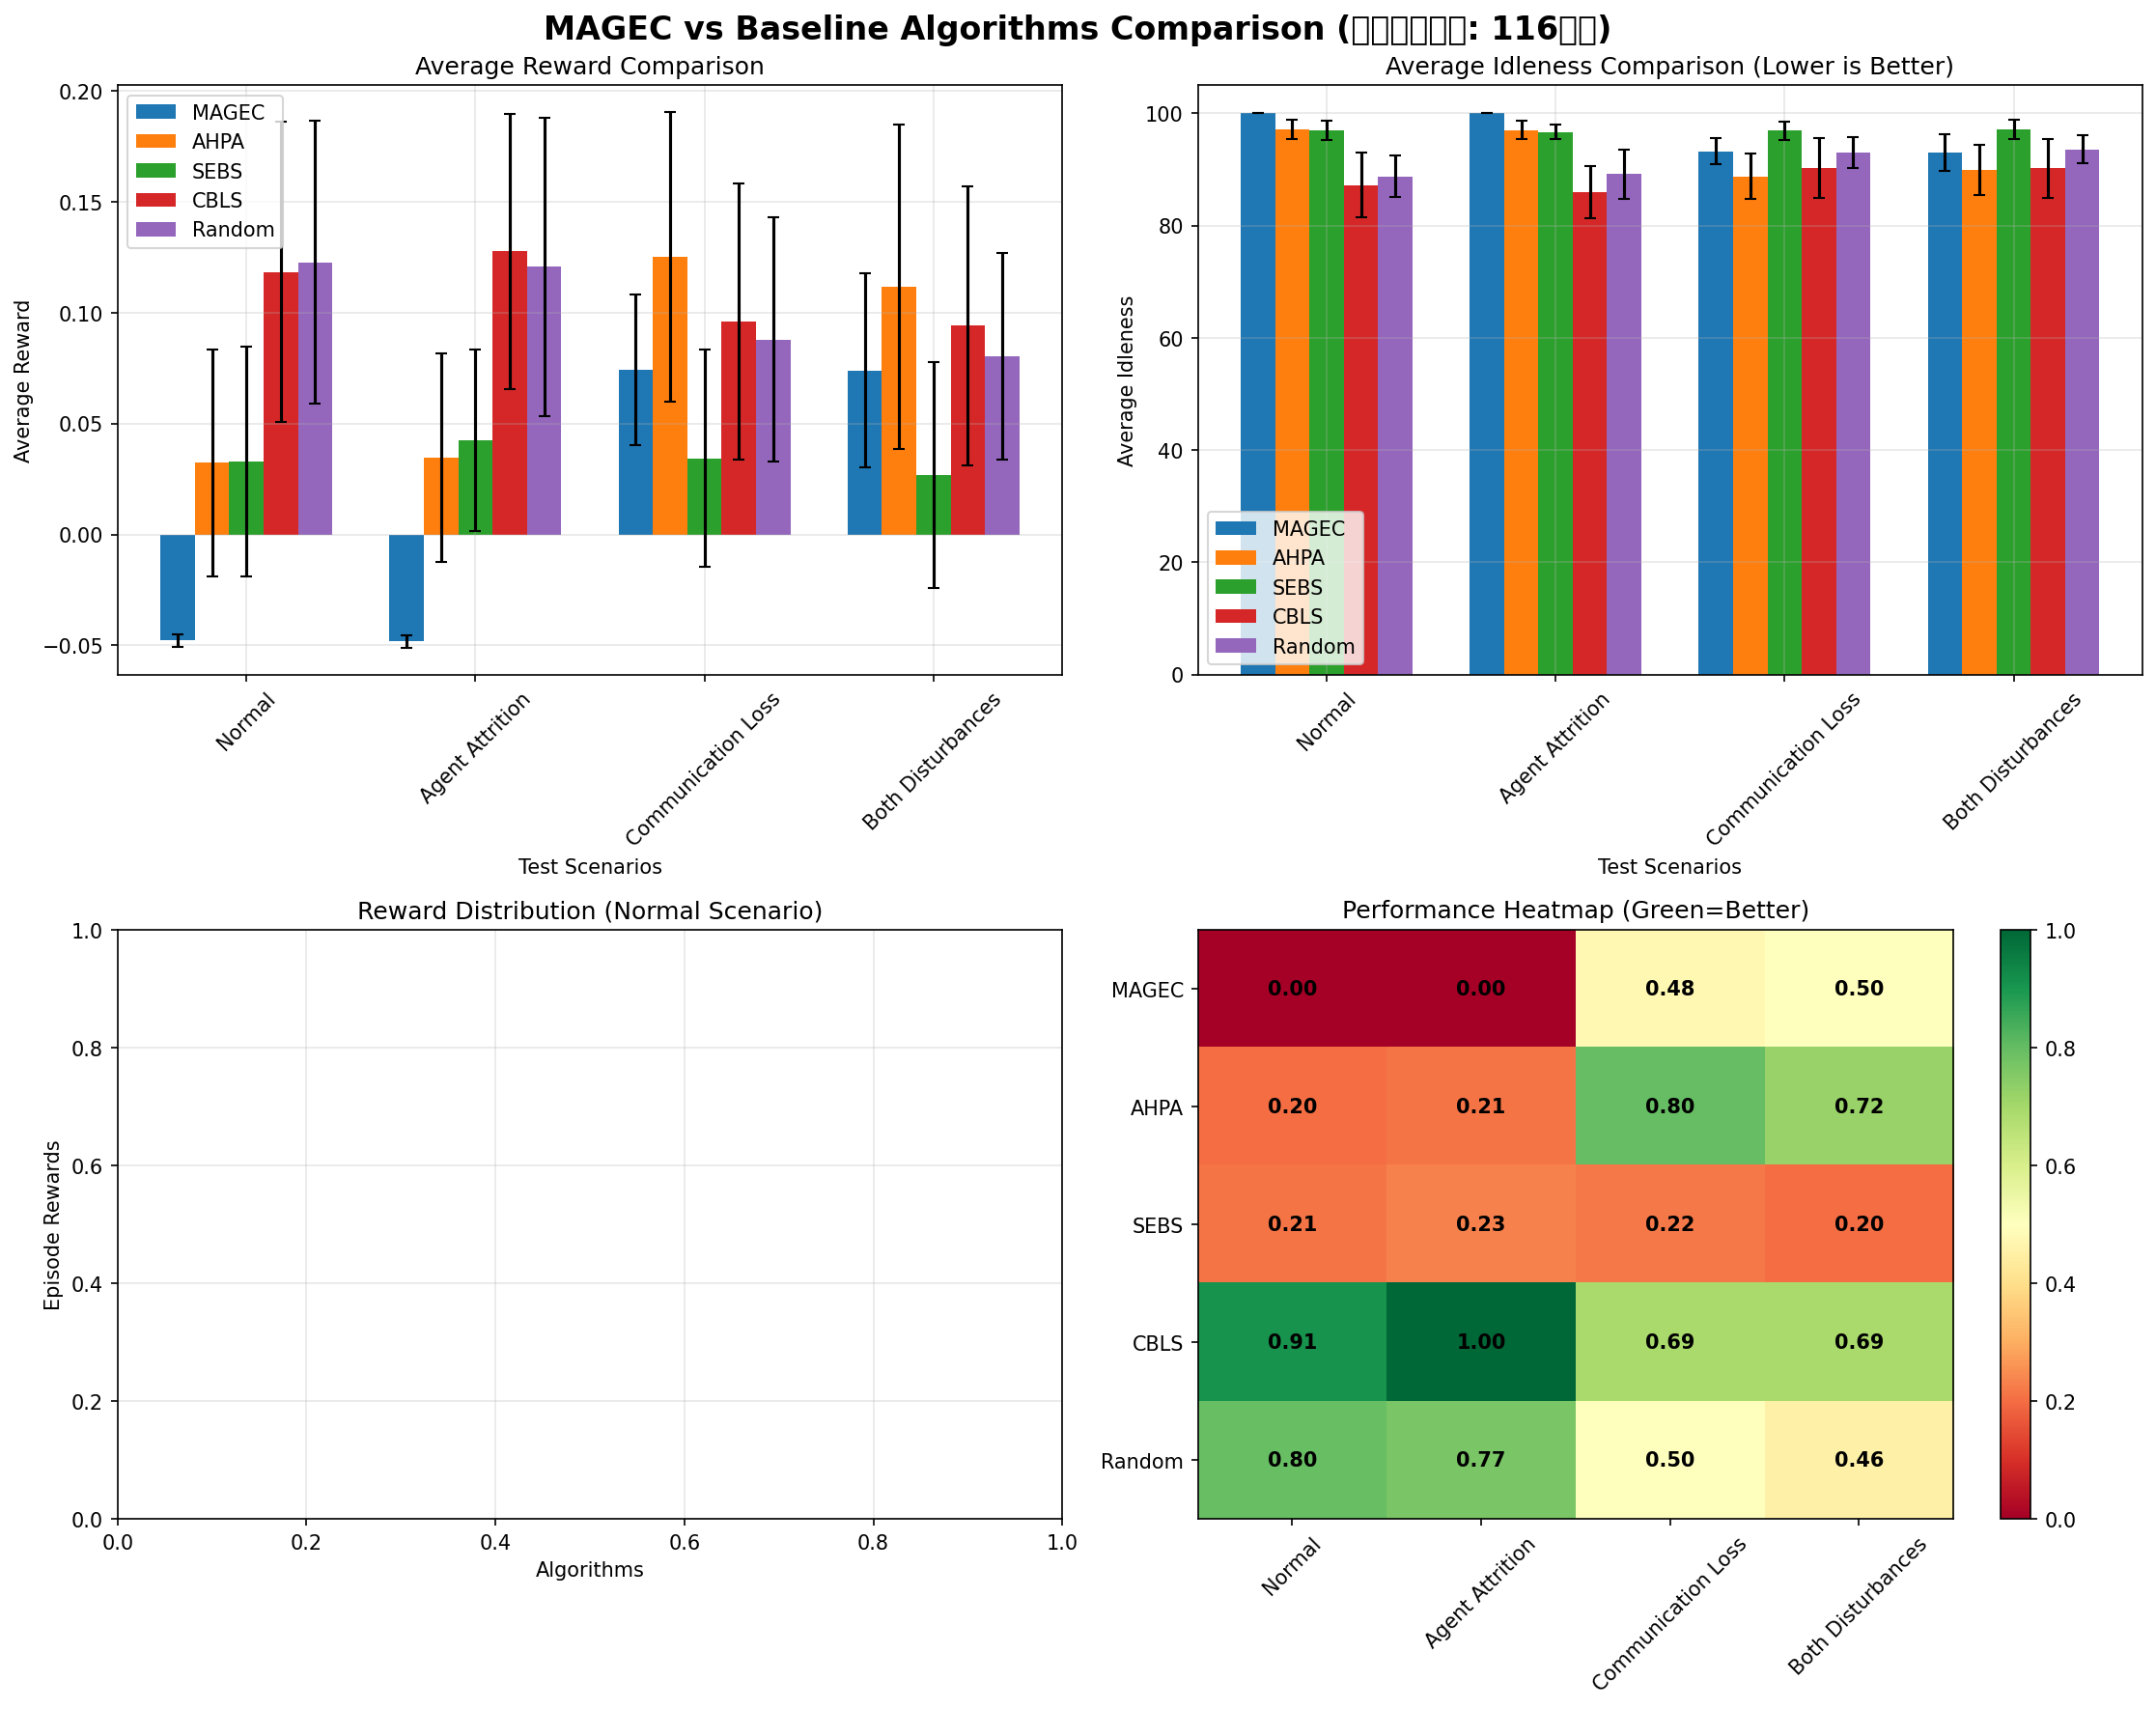 MAGEC vs Baseline Algorithms Comparison (: 116)
Average Reward Comparison
0.20
0.15
0.10
0.05
0.00
−0.05
Average Reward
MAGEC
AHPA
SEBS
CBLS
Random
Normal
Agent Attrition
Communication Loss
Both Disturbances
Test Scenarios
Average Idleness Comparison (Lower is Better)
100
80
60
40
20
0
Average Idleness
MAGEC
AHPA
SEBS
CBLS
Random
Normal
Agent Attrition
Communication Loss
Both Disturbances
Test Scenarios
Reward Distribution (Normal Scenario)
1.0
0.8
0.6
0.4
0.2
0.0
Episode Rewards
0.0 0.2 0.4 0.6 0.8 1.0
Algorithms
Performance Heatmap (Green=Better)
MAGEC 0.00 0.00 0.48 0.50
AHPA 0.20 0.21 0.80 0.72
SEBS 0.21 0.23 0.22 0.20
CBLS 0.91 1.00 0.69 0.69
Random 0.80 0.77 0.50 0.46
Normal
Agent Attrition
Communication Loss
Both Disturbances
1.0
0.8
0.6
0.4
0.2
0.0